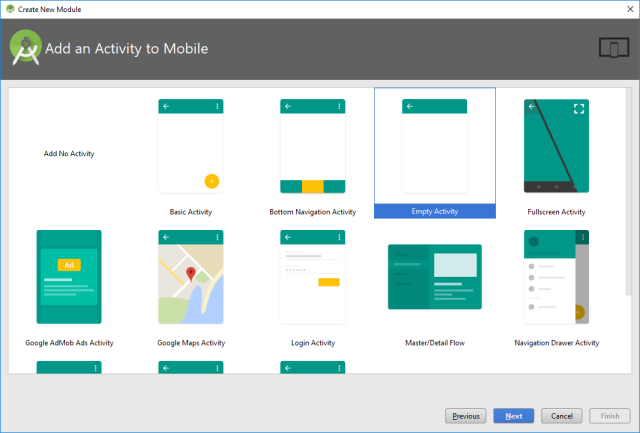 Create New Module
Add an Activity to Mobile
Add No Activity
Basic Activity
Bottom Navigation Activity
Empty Activity
Fullscreen Activity
Ad
Google AdMob Ads Activity
Google Maps Activity
Login Activity
Master/Detail Flow
Navigation Drawer Activity
Previous
Next
Cancel
Finish